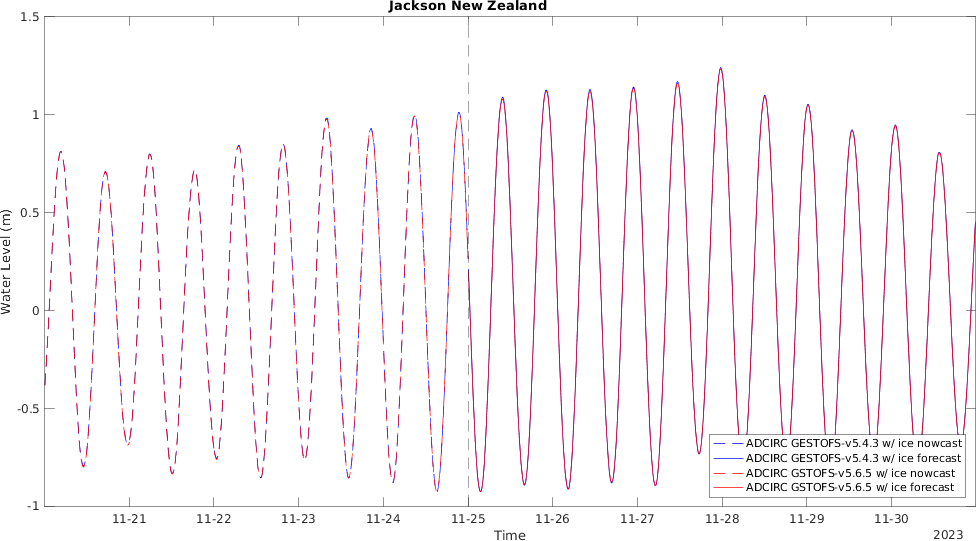 Jackson New Zealand
1.5
1
0.5
0
-0.5
-1
Water Level (m)
ADCIRC GESTOFS-v5.4.3 w/ ice nowcast
ADCIRC GESTOFS-v5.4.3 w/ ice forecast
ADCIRC GSTOFS-v5.6.5 w/ ice nowcast
ADCIRC GSTOFS-v5.6.5 w/ ice forecast
11-21 11-22 11-23 11-24 11-25 11-26 11-27 11-28 11-29 11-30
Time
2023